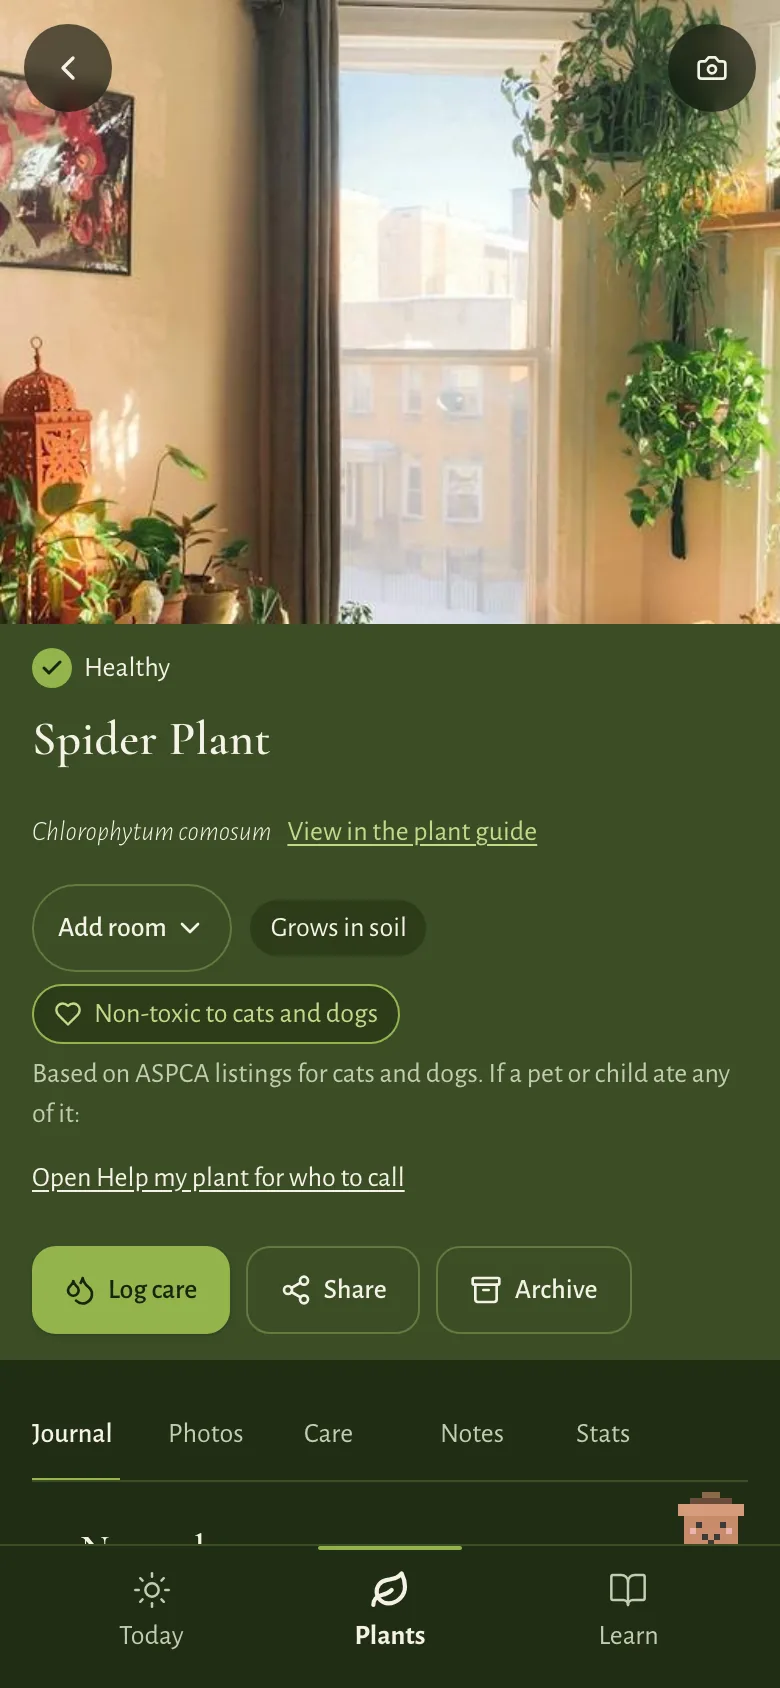 Healthy
Spider Plant
Chlorophytum comosum View in the plant guide
Add room
Grows in soil
Non-toxic to cats and dogs
Based on ASPCA listings for cats and dogs. If a pet or child ate any
of it:
Open Help my plant for who to call
Log care
Share
Archive
Journal
Photos
Care
Notes
Stats
Today
Plants
Learn